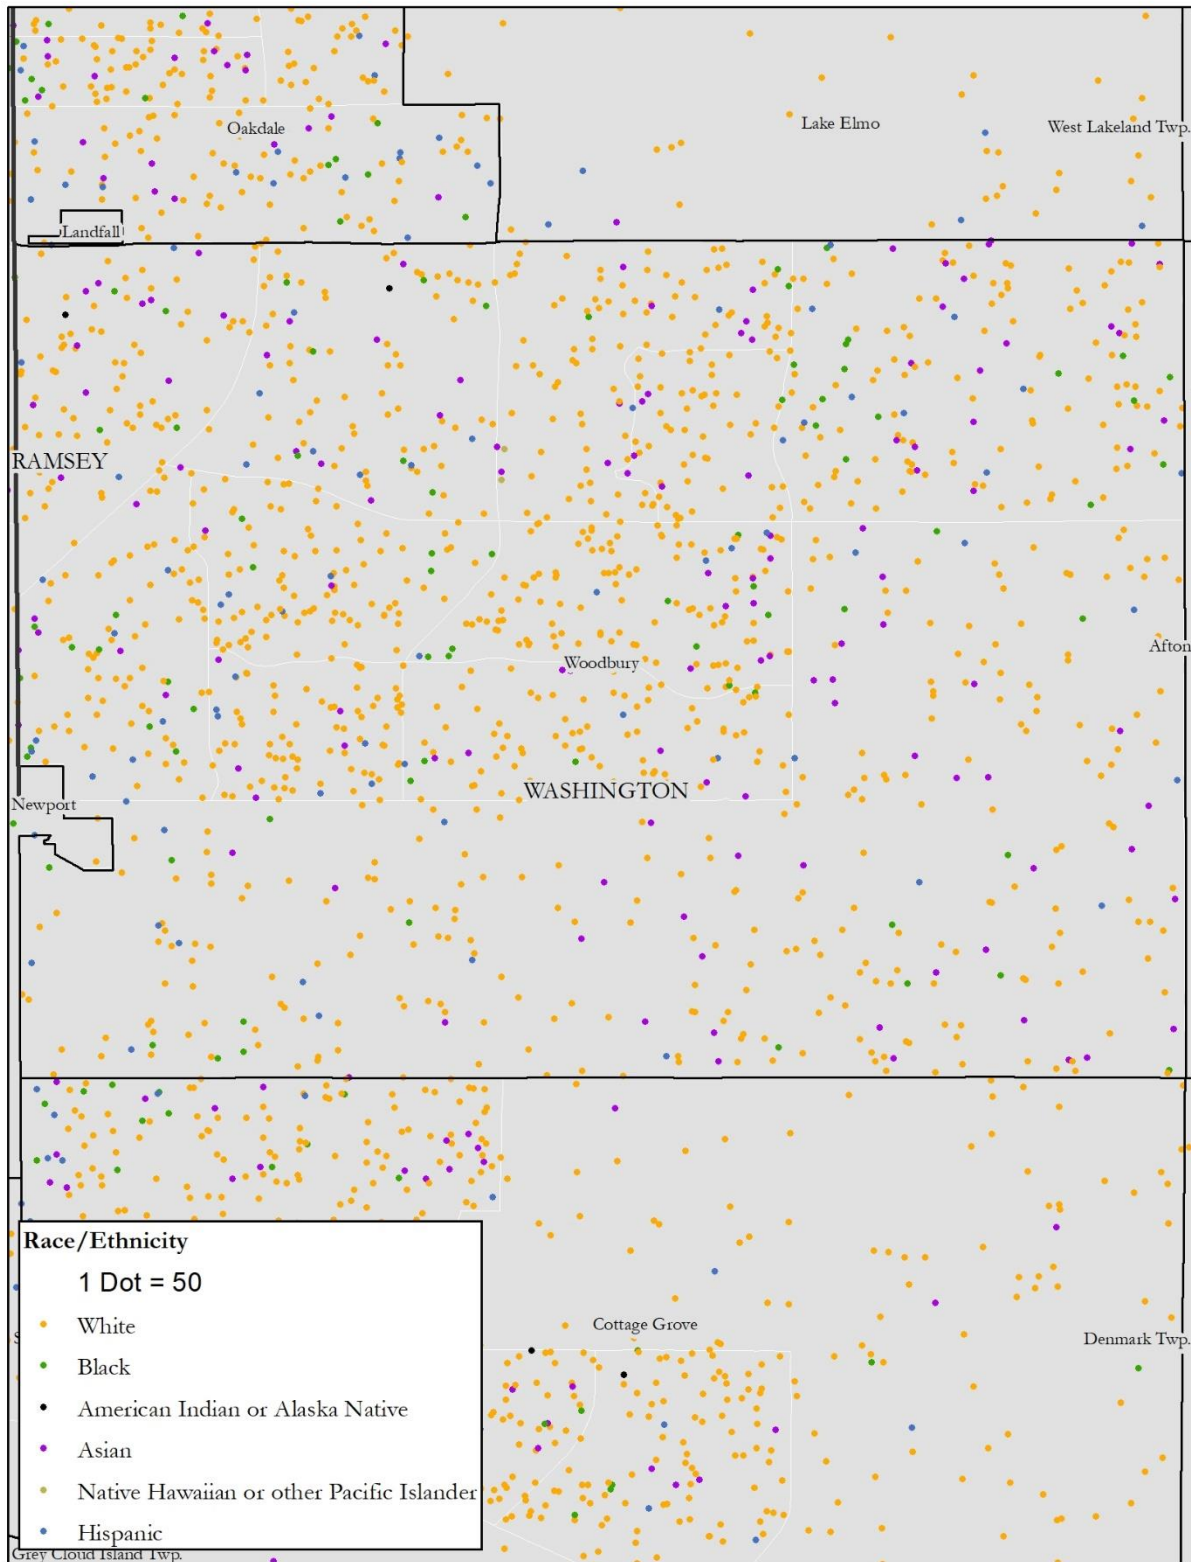 Oakdale
Lake Elmo
West Lakeland Twp.
Landfall
RAMSEY
Afton
Woodbury
WASHINGTON
Newport
Race/Ethnicity
1 Dot = 50
White
Black
American Indian or Alaska Native
Asian
Native Hawaiian or other Pacific Islander
Hispanic
Cottage Grove
Denmark Twp.
Grey Cloud Island Twp.